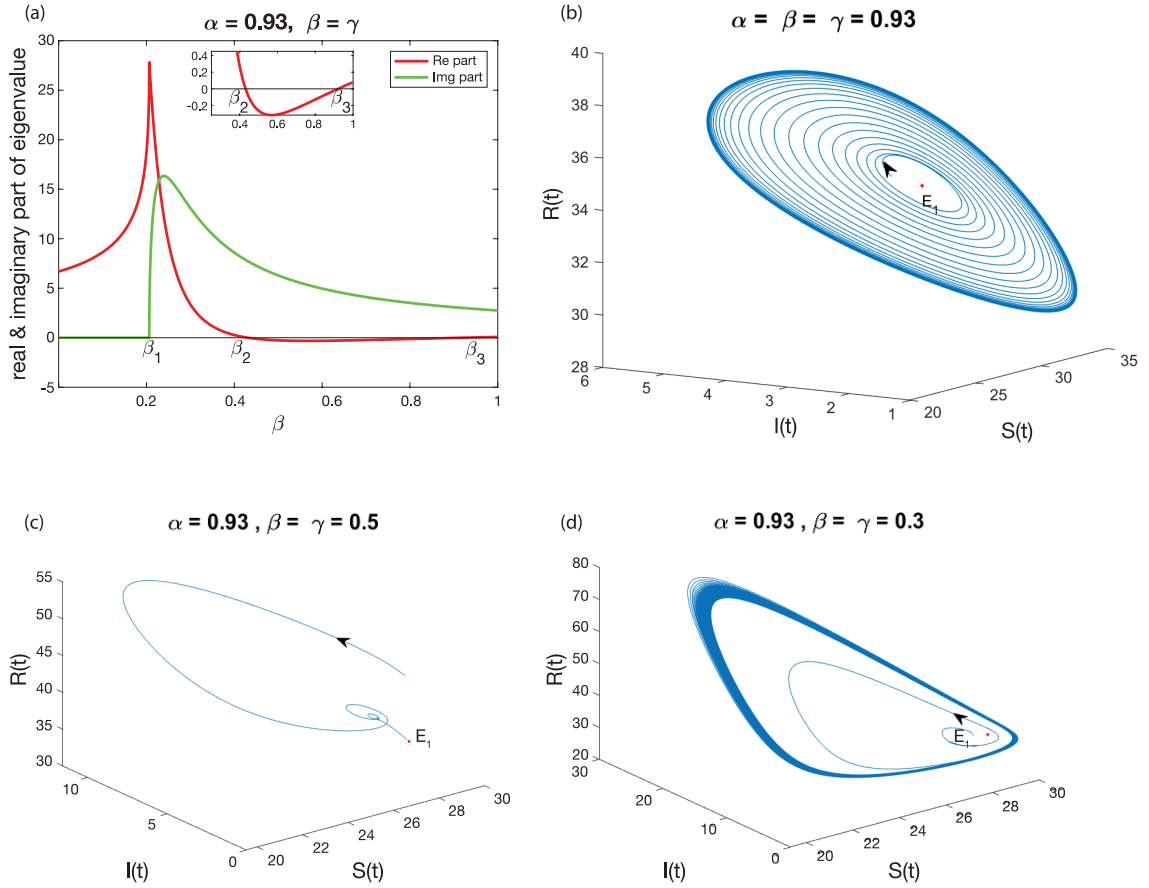 (a)
α = 0.93, β = γ
real & imaginary part of eigenvalue
30
25
20
15
10
5
0
-5
0.2
0.4
0.6
0.8
1
β
β1
β2
β3
Re part
Img part
0.4
0.2
0
-0.2
β2
β3
0.4
0.6
0.8
1
(b)
α = β = γ = 0.93
R(t)
40
38
36
34
32
30
28
E1
6
5
4
3
2
1
I(t)
20
25
30
35
S(t)
(c)
α = 0.93 , β = γ = 0.5
R(t)
55
50
45
40
35
30
E1
10
5
0
I(t)
20
22
24
26
28
30
S(t)
(d)
α = 0.93 , β = γ = 0.3
R(t)
80
70
60
50
40
30
20
E1
30
20
10
0
I(t)
20
22
24
26
28
30
S(t)